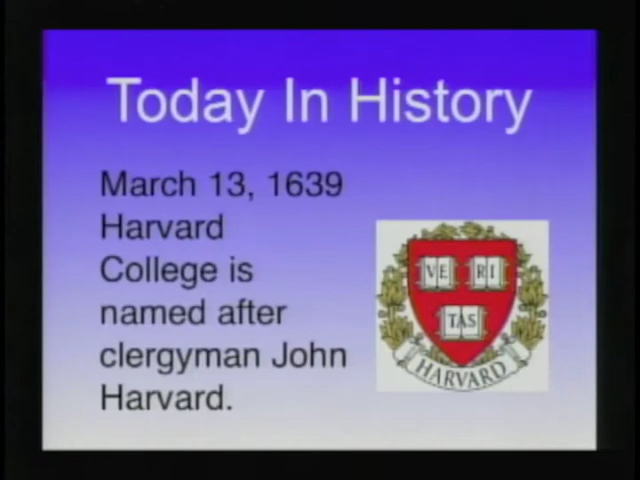 Today In History
March 13, 1639
Harvard
College is
named after
clergyman John
Harvard.
VE RI
TAS
HARVARD